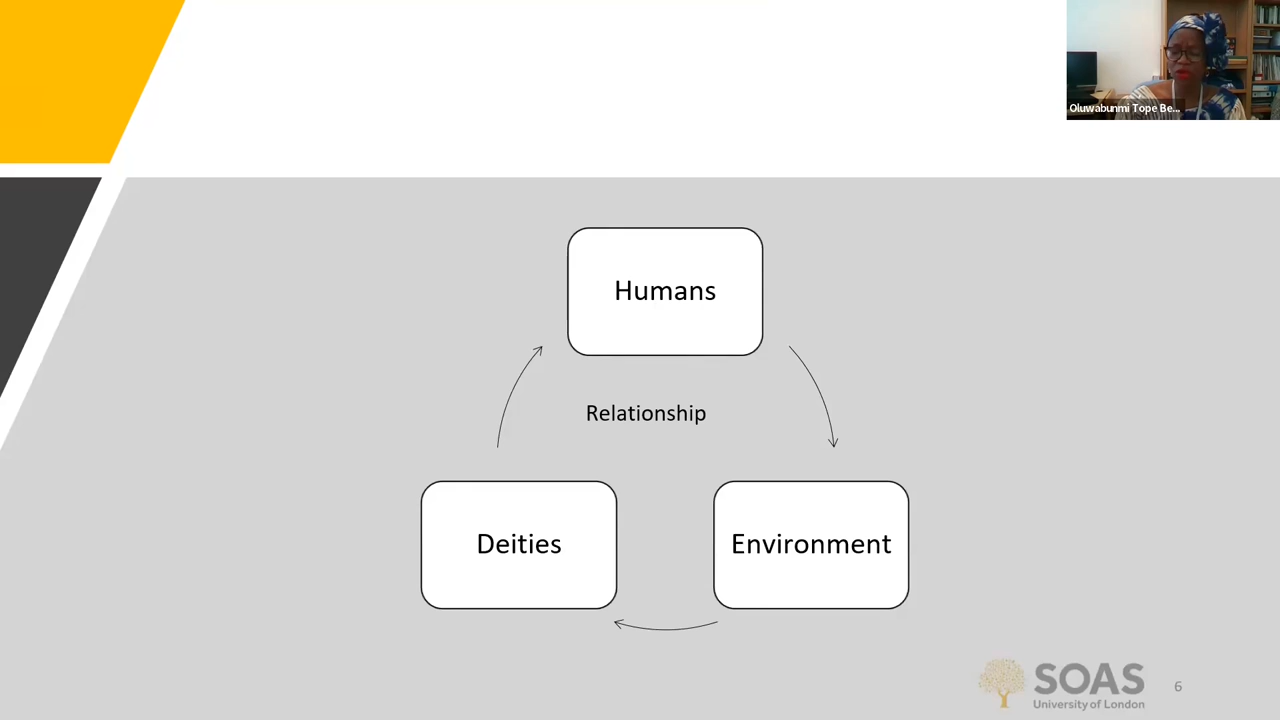 Oluwabunmi Tope Be...
Humans
Relationship
Deities
Environment
SOAS
University of London
6